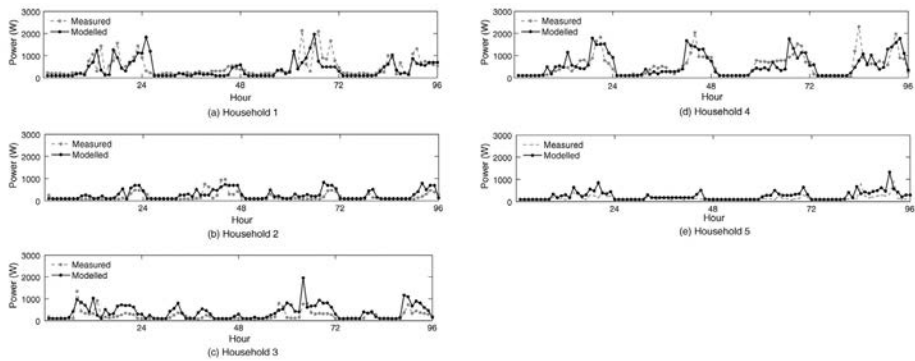 3000
2000
1000
0
Power (W)
Measured
Modelled
24
48
72
96
Hour
(a) Household 1
3000
2000
1000
0
Power (W)
Measured
Modelled
24
48
72
96
Hour
(b) Household 2
3000
2000
1000
0
Power (W)
Measured
Modelled
24
48
72
96
Hour
(c) Household 3
3000
2000
1000
0
Power (W)
Measured
Modelled
24
48
72
96
Hour
(d) Household 4
3000
2000
1000
0
Power (W)
Measured
Modelled
24
48
72
96
Hour
(e) Household 5